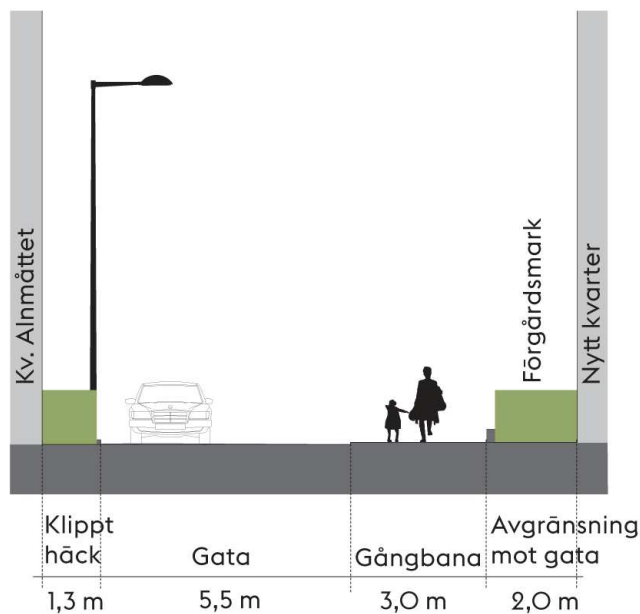 Kv. Alnmåttet
Förgårdsmark
Nytt kvarter
Klippt
häck
Gata
Gångbana
Avgränsning
mot gata
1,3 m
5,5 m
3,0 m
2,0 m